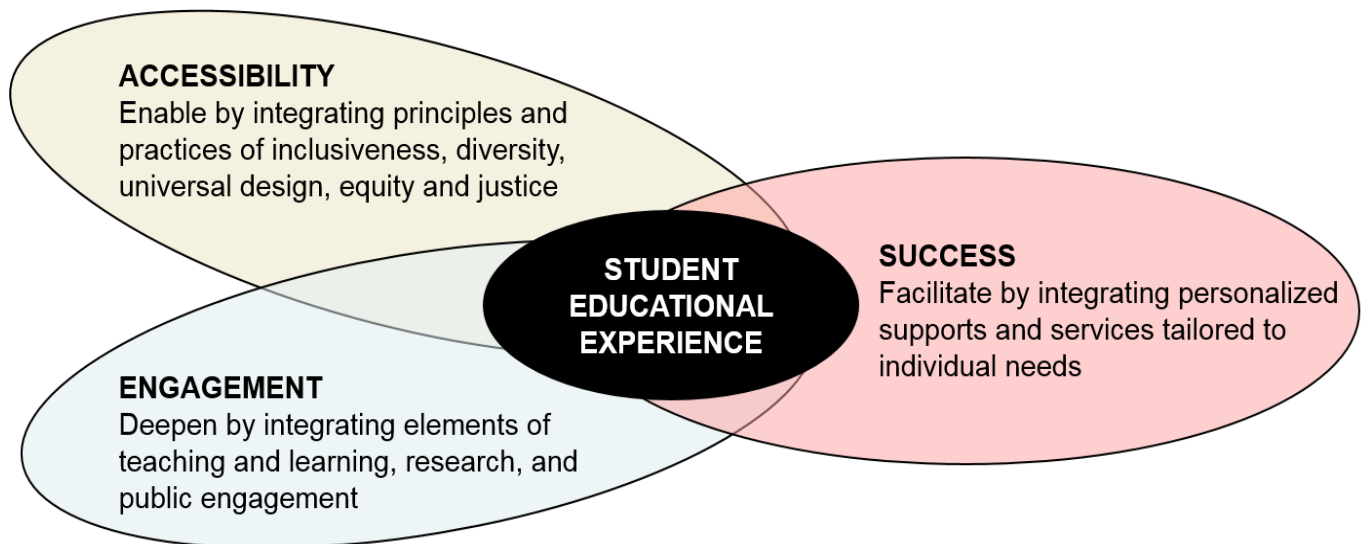 ACCESSIBILITY
Enable by integrating principles and
practices of inclusiveness, diversity,
universal design, equity and justice
STUDENT
EDUCATIONAL
EXPERIENCE
SUCCESS
Facilitate by integrating personalized
supports and services tailored to
individual needs
ENGAGEMENT
Deepen by integrating elements of
teaching and learning, research, and
public engagement